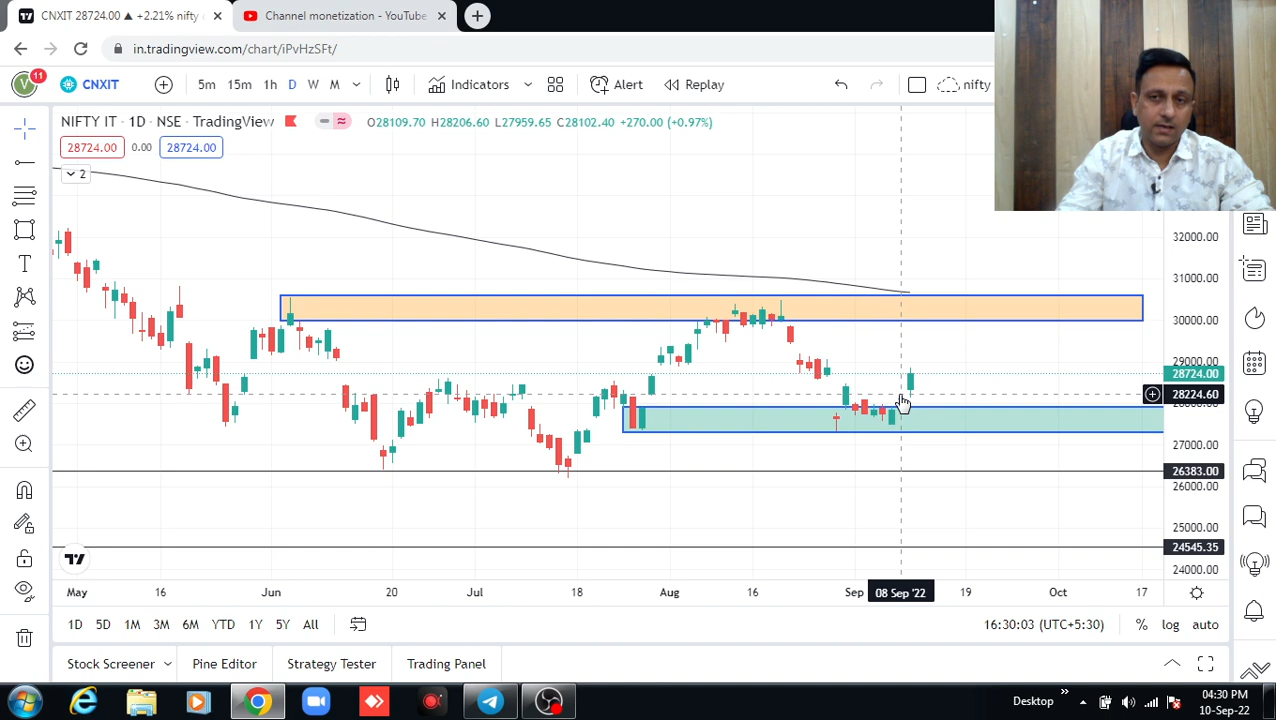 CNXIT 28724.00 ▲ +2.21% nifty
Channel monetization - YouTube
in.tradingview.com/chart/iPvHzSFt/
V
11
CNXIT
5m 15m 1h D W M
Indicators
Alert
Replay
nifty
NIFTY IT · 1D · NSE · TradingView
O28109.70 H28206.60 L27959.65 C28102.40 +270.00 (+0.97%)
28724.00 0.00 28724.00
2
32000.00
31000.00
30000.00
29000.00
28724.00
28224.60
27000.00
26383.00
26000.00
25000.00
24545.35
24000.00
May 16 Jun 20 Jul 18 Aug 16 Sep 08 Sep '22 19 Oct 17
1D 5D 1M 3M 6M YTD 1Y 5Y All
16:30:03 (UTC+5:30) % log auto
Stock Screener Pine Editor Strategy Tester Trading Panel
Desktop
04:30 PM
10-Sep-22